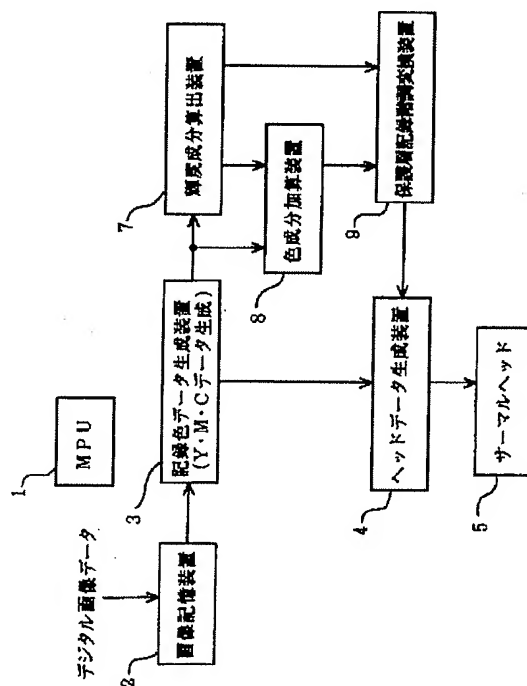 デジタル画像データ
1
MPU
2
画像記憶装置
3
記録色データ生成装置
(Y・M・Cデータ生成)
7
輝度成分算出装置
8
色成分加算装置
9
保護層記録階調変換装置
4
ヘッドデータ生成装置
5
サーマルヘッド